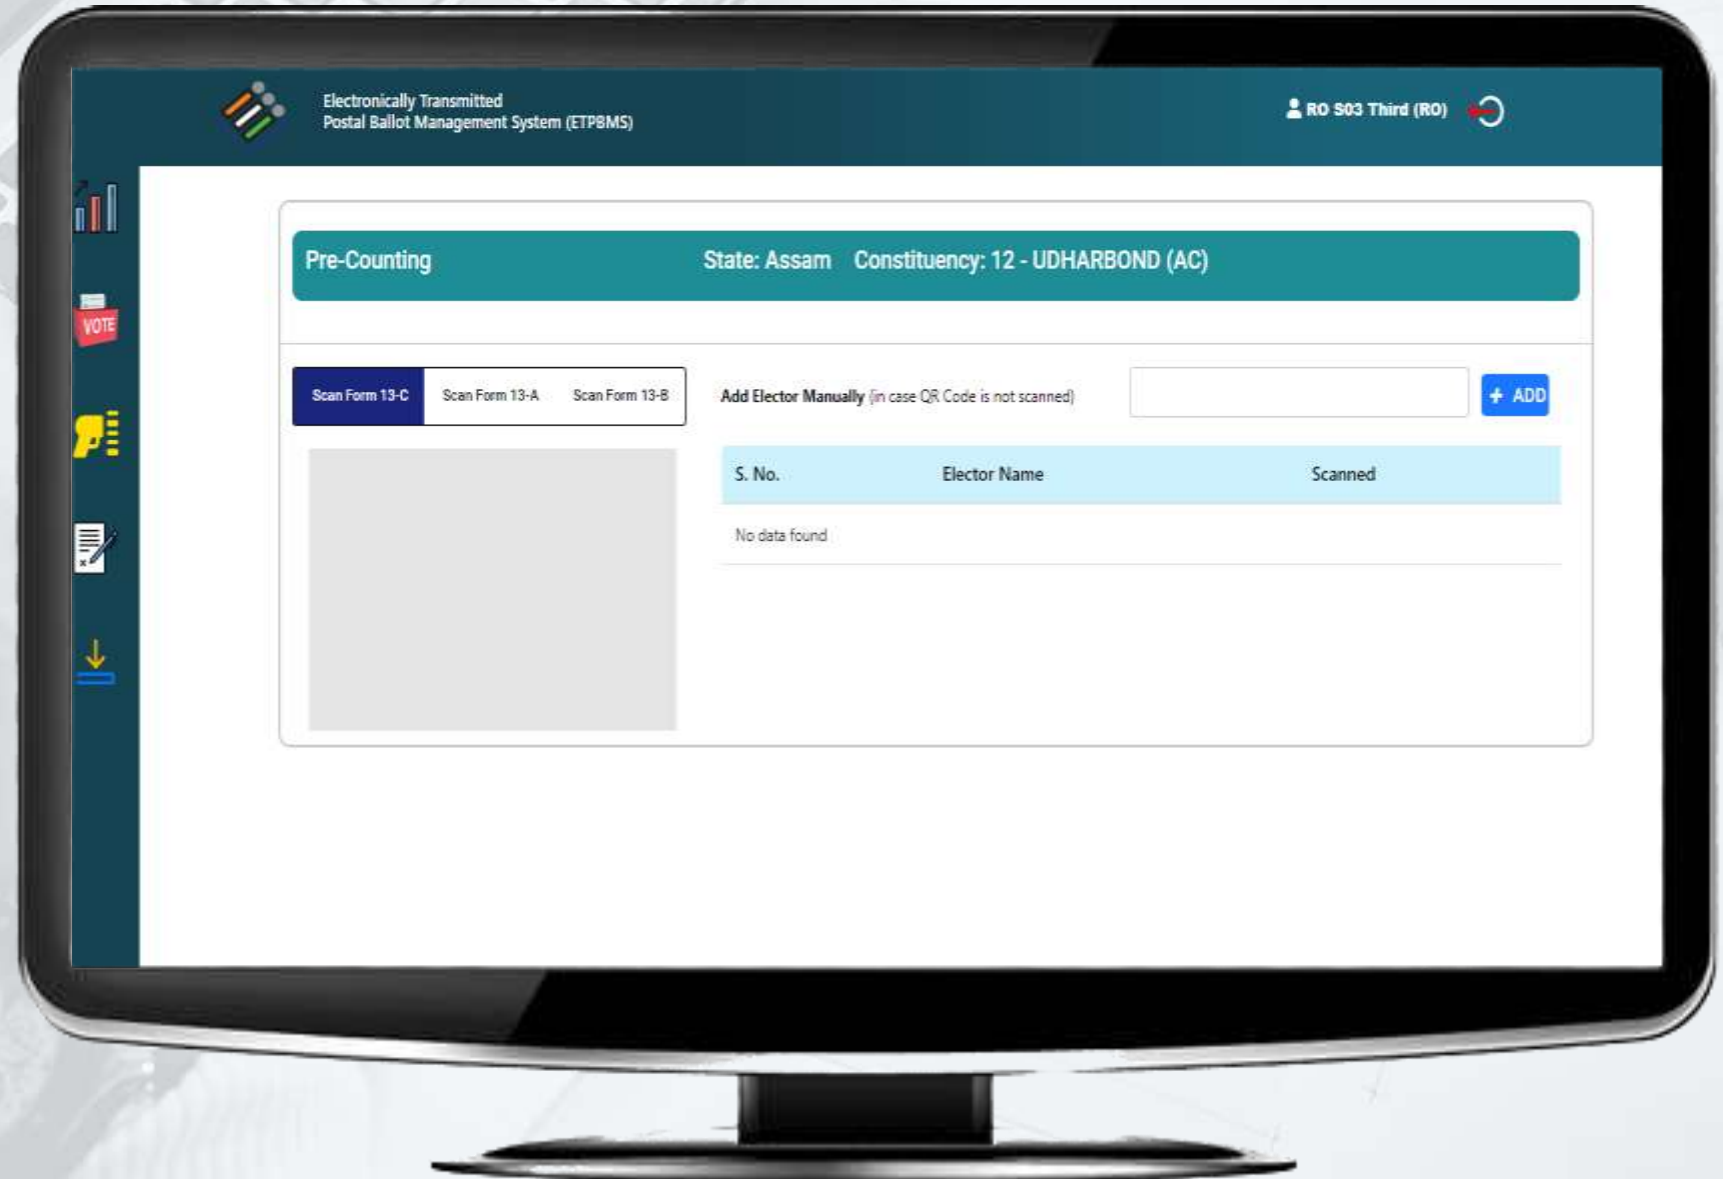 Electronically Transmitted
Postal Ballot Management System (ETPBMS)
RO S03 Third (RO)
VOTE
Pre-Counting State: Assam Constituency: 12 - UDHARBOND (AC)
Scan Form 13-C Scan Form 13-A Scan Form 13-B
Add Elector Manually (in case QR Code is not scanned) + ADD
S. No. Elector Name Scanned
No data found